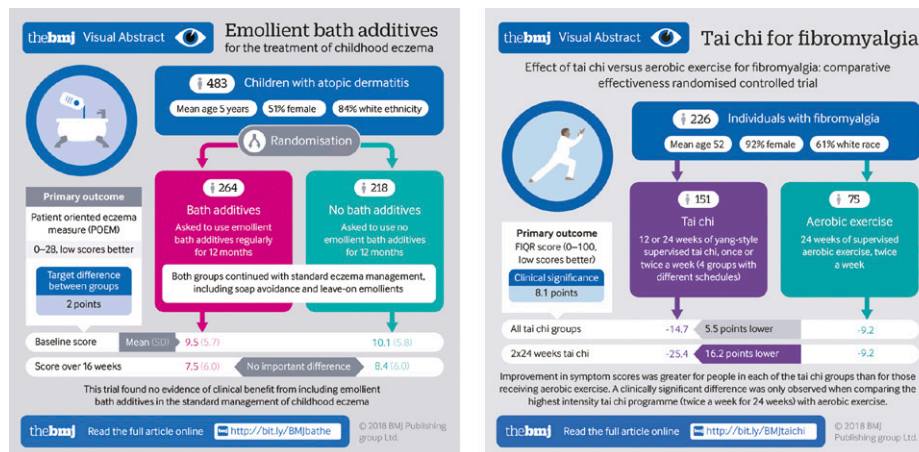 thebmj Visual Abstract
Emollient bath additives
for the treatment of childhood eczema
483 Children with atopic dermatitis
Mean age 5 years 51% female 84% white ethnicity
Randomisation
Primary outcome
Patient oriented eczema
measure (POEM)
0–28, low scores better
Target difference
between groups
2 points
264
Bath additives
Asked to use emollient
bath additives regularly
for 12 months
218
No bath additives
Asked to use no
emollient bath additives
for 12 months
Both groups continued with standard eczema management,
including soap avoidance and leave-on emollients
Baseline score Mean (SD) 9.5 (5.7) 10.1 (5.8)
Score over 16 weeks 7.5 (6.0) No important difference 8.4 (6.0)
This trial found no evidence of clinical benefit from including emollient
bath additives in the standard management of childhood eczema
thebmj Read the full article online http://bit.ly/BMJbathe
© 2018 BMJ Publishing
group Ltd.
thebmj Visual Abstract
Tai chi for fibromyalgia
Effect of tai chi versus aerobic exercise for fibromyalgia: comparative
effectiveness randomised controlled trial
226 Individuals with fibromyalgia
Mean age 52 92% female 61% white race
Primary outcome
FIQR score (0–100,
low scores better)
Clinical significance
8.1 points
151
Tai chi
12 or 24 weeks of yang-style
supervised tai chi, once or
twice a week (4 groups with
different schedules)
75
Aerobic exercise
24 weeks of supervised
aerobic exercise, twice
a week
All tai chi groups -14.7 5.5 points lower -9.2
2x24 weeks tai chi -25.4 16.2 points lower -9.2
Improvement in symptom scores was greater for people in each of the tai chi groups than for those
receiving aerobic exercise. A clinically significant difference was only observed when comparing the
highest intensity tai chi programme (twice a week for 24 weeks) with aerobic exercise.
thebmj Read the full article online http://bit.ly/BMJtaichi
© 2018 BMJ
Publishing group Ltd.